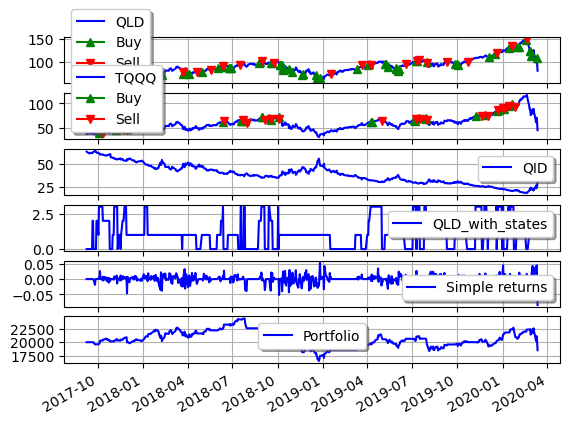 QLD
Buy
Sell
150
100
TQQQ
Buy
Sell
100
50
QID
50
25
QLD_with_states
2.5
0.0
Simple returns
0.05
0.00
−0.05
Portfolio
22500
20000
17500
2017-10
2018-01
2018-04
2018-07
2018-10
2019-01
2019-04
2019-07
2019-10
2020-01
2020-04